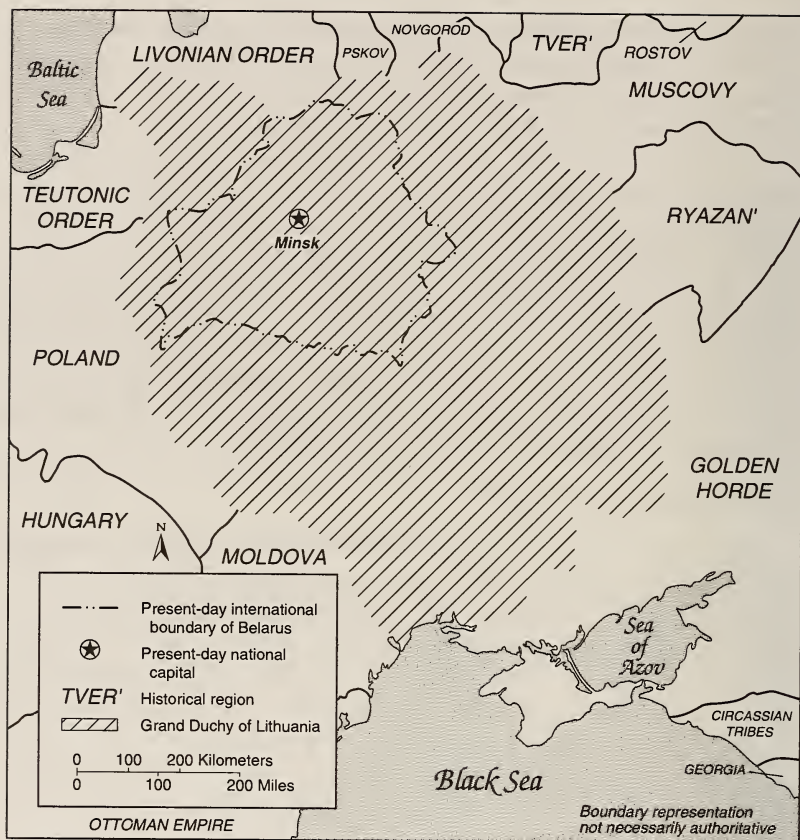 NOVGOROD
LIVONIAN ORDER
PSKOV
TVER'
ROSTOV
Baltic
Sea
MUSCOVY
TEUTONIC
ORDER
RYAZAN'
Minsk
POLAND
GOLDEN
HORDE
HUNGARY
N
MOLDOVA
Present-day international
boundary of Belarus
Present-day national
capital
TVER' Historical region
Grand Duchy of Lithuania
0 100 200 Kilometers
0 100 200 Miles
Sea
of
Azov
CIRCASSIAN
TRIBES
GEORGIA
Black Sea
OTTOMAN EMPIRE
Boundary representation
not necessarily authoritative